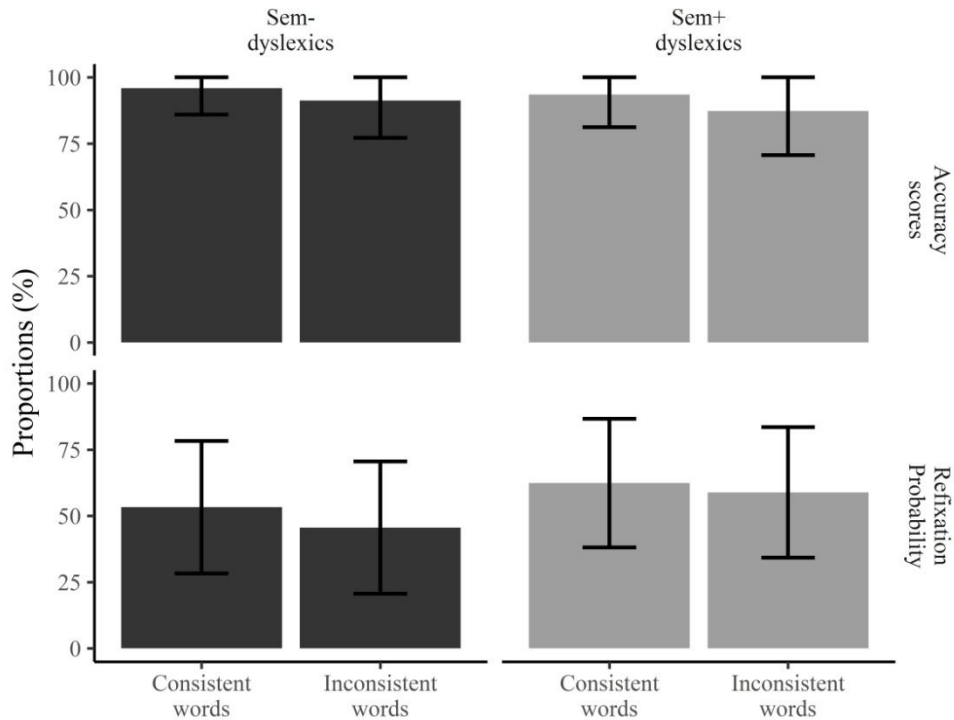 Sem-
dyslexics
Sem+
dyslexics
Proportions (%)
100
75
50
25
0
Accuracy
scores
100
75
50
25
0
Refixation
Probability
Consistent
words
Inconsistent
words
Consistent
words
Inconsistent
words